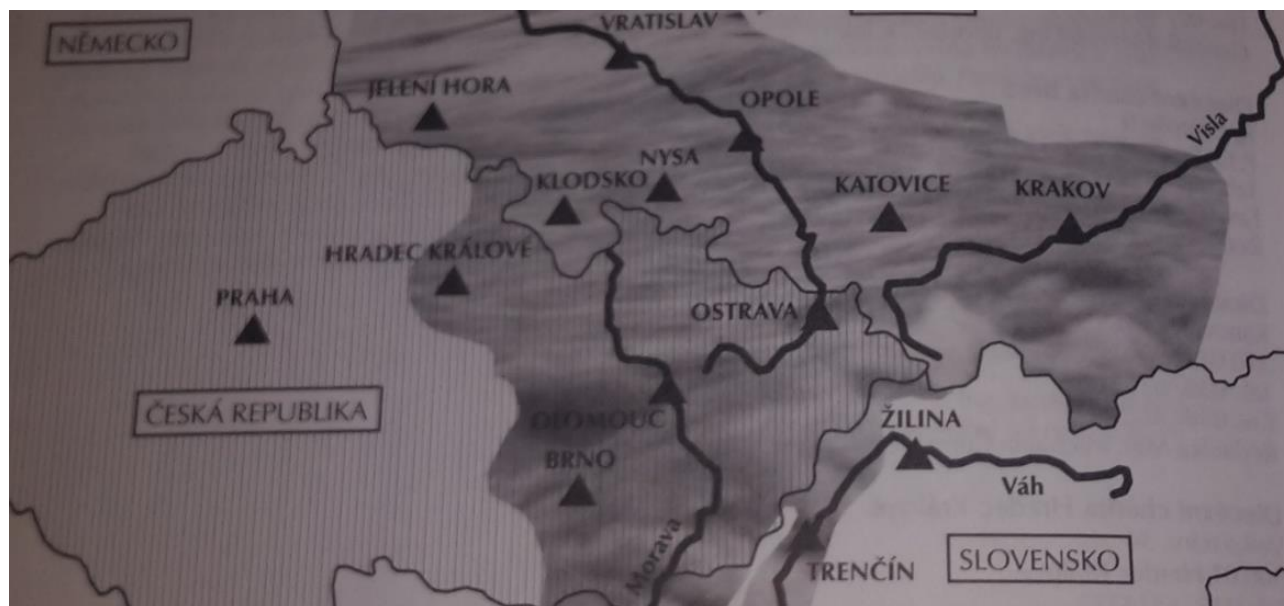 NĚMECKO
VRATISLAV
JELENÍ HORA
OPOLE
Visla
NYSA
KLODSKO
KATOVICE
KRAKOV
HRADEC KRÁLOVÉ
PRAHA
OSTRAVA
ČESKÁ REPUBLIKA
OLOMOUC
ŽILINA
BRNO
Váh
Morava
SLOVENSKO
TRENČÍN